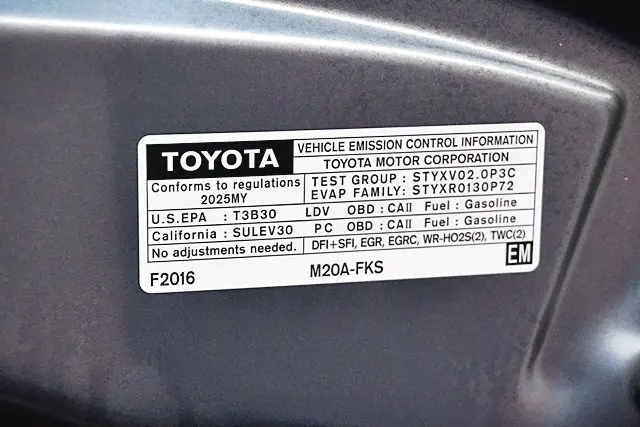 TOYOTA
VEHICLE EMISSION CONTROL INFORMATION
TOYOTA MOTOR CORPORATION
Conforms to regulations
2025MY
TEST GROUP : STYXV02.0P3C
EVAP FAMILY: STYXR0130P72
U.S.EPA : T3B30 LDV OBD : CAII Fuel : Gasoline
California : SULEV30 PC OBD : CAII Fuel : Gasoline
No adjustments needed. DFI+SFI, EGR, EGRC, WR-HO2S(2), TWC(2)
F2016 M20A-FKS EM